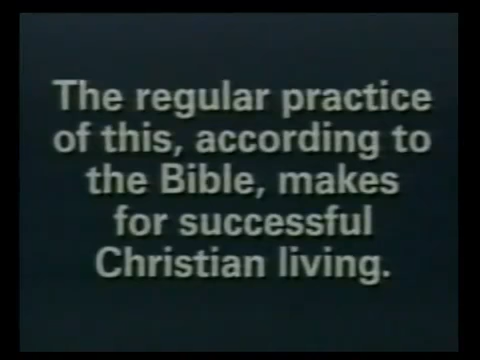 The regular practice
of this, according to
the Bible, makes
for successful
Christian living.